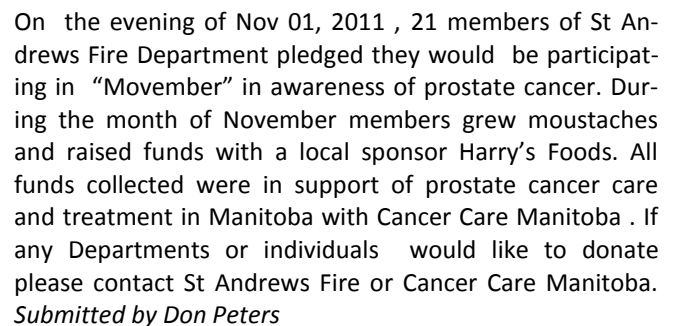 On the evening of Nov 01, 2011 , 21 members of St An-
drews Fire Department pledged they would be participat-
ing in “Movember” in awareness of prostate cancer. Dur-
ing the month of November members grew moustaches
and raised funds with a local sponsor Harry’s Foods. All
funds collected were in support of prostate cancer care
and treatment in Manitoba with Cancer Care Manitoba . If
any Departments or individuals would like to donate
please contact St Andrews Fire or Cancer Care Manitoba.
Submitted by Don Peters